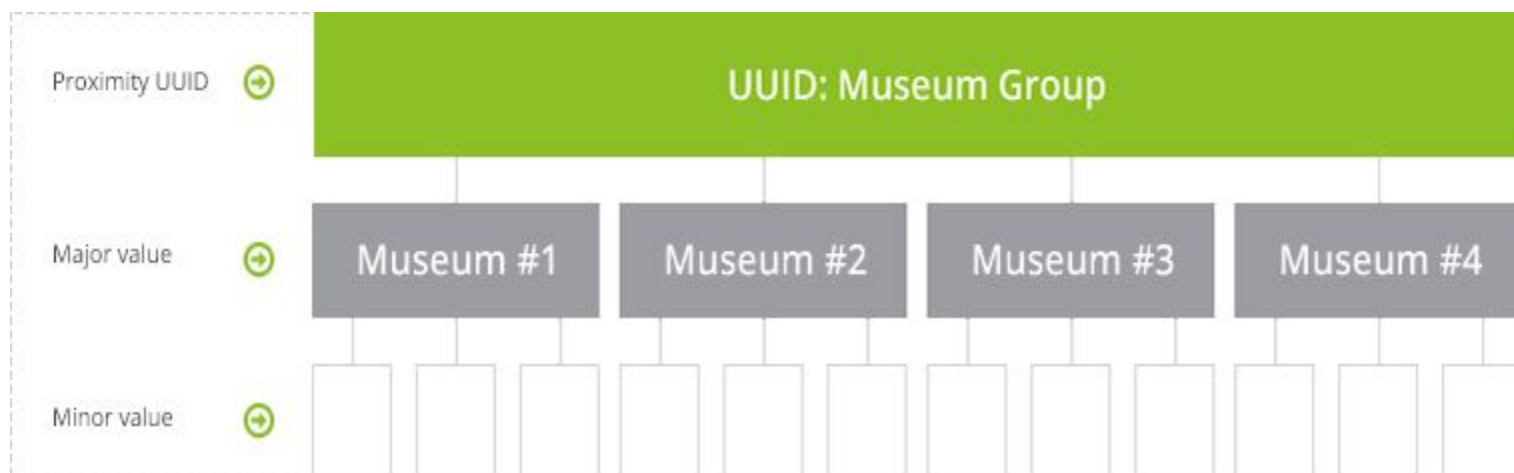 Proximity UUID
UUID: Museum Group
Major value
Museum #1
Museum #2
Museum #3
Museum #4
Minor value